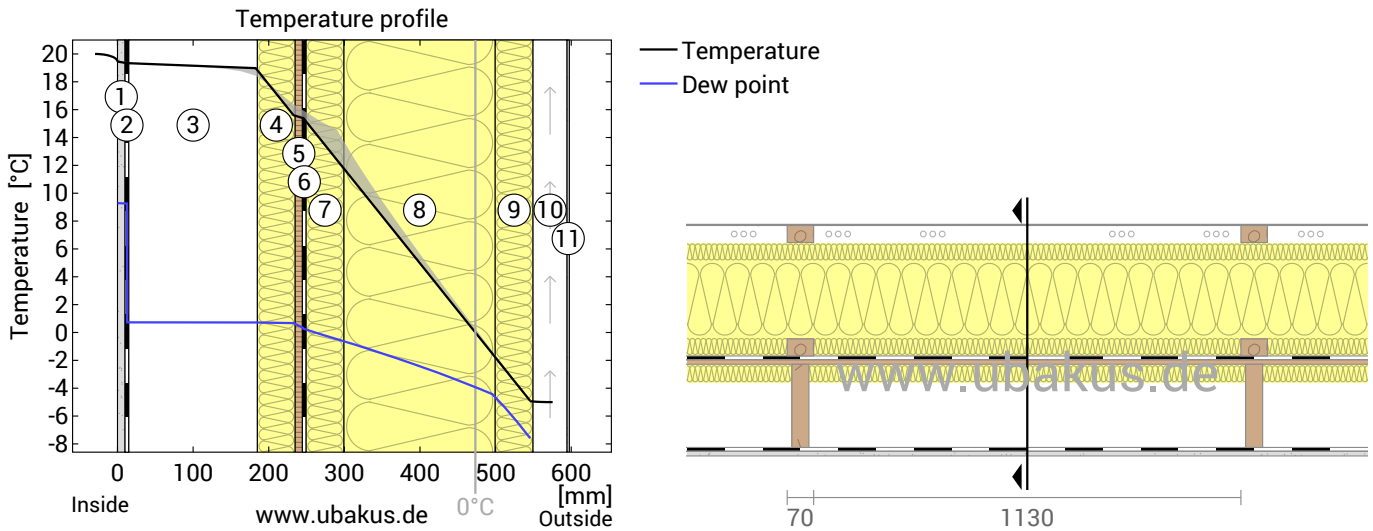 Temperature profile
Temperature [°C]
20
18
16
14
12
10
8
6
4
2
0
-2
-4
-6
-8
1
2
3
4
5
6
7
8
9
10
11
0 100 200 300 400 500 600
[mm]
Inside
www.ubakus.de
0°C
Outside
Temperature
Dew point
www.ubakus.de
70
1130